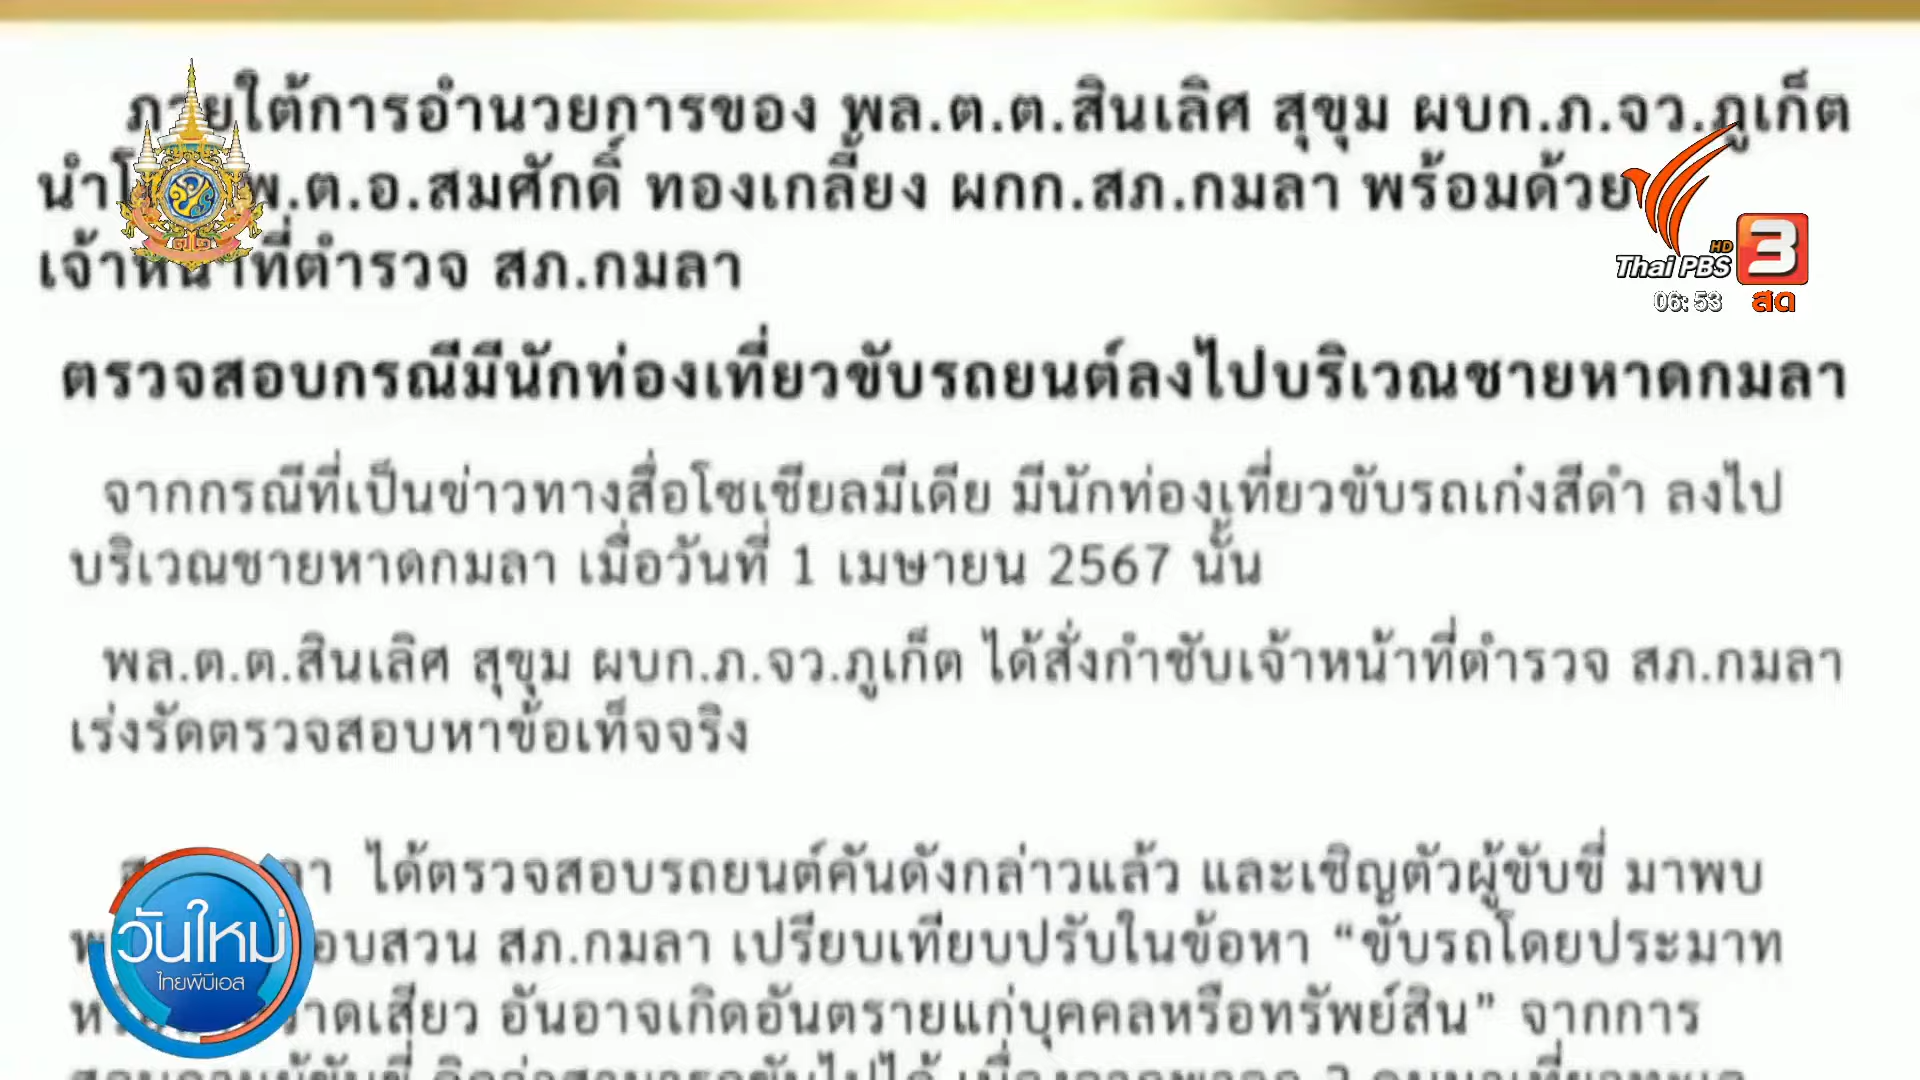 ภายใต้การอำนวยการของ พล.ต.ต.สินเลิศ สุขุม ผบก.ภ.จว.ภูเก็ต
พ.ต.อ.สมศักดิ์ ทองเกลี้ยง ผกก.สภ.กมลา พร้อมด้วย
เจ้าหน้าที่ตำรวจ สภ.กมลา
Thai PBS HD 3
06:53 สด
ตรวจสอบกรณีมีนักท่องเที่ยวขับรถยนต์ลงไปบริเวณชายหาดกมลา
จากกรณีที่เป็นข่าวทางสื่อโซเชียลมีเดีย มีนักท่องเที่ยวขับรถเก๋งสีดำ ลงไป
บริเวณชายหาดกมลา เมื่อวันที่ 1 เมษายน 2567 นั้น
พล.ต.ต.สินเลิศ สุขุม ผบก.ภ.จว.ภูเก็ต ได้สั่งกำชับเจ้าหน้าที่ตำรวจ สภ.กมลา
เร่งรัดตรวจสอบหาข้อเท็จจริง
ได้ตรวจสอบรถยนต์คันดังกล่าวแล้ว และเชิญตัวผู้ขับขี่ มาพบ
สภ.กมลา เปรียบเทียบปรับในข้อหา “ขับรถโดยประมาท
อันอาจเกิดอันตรายแก่บุคคลหรือทรัพย์สิน” จากการ
วันใหม่
ไทยพีบีเอส